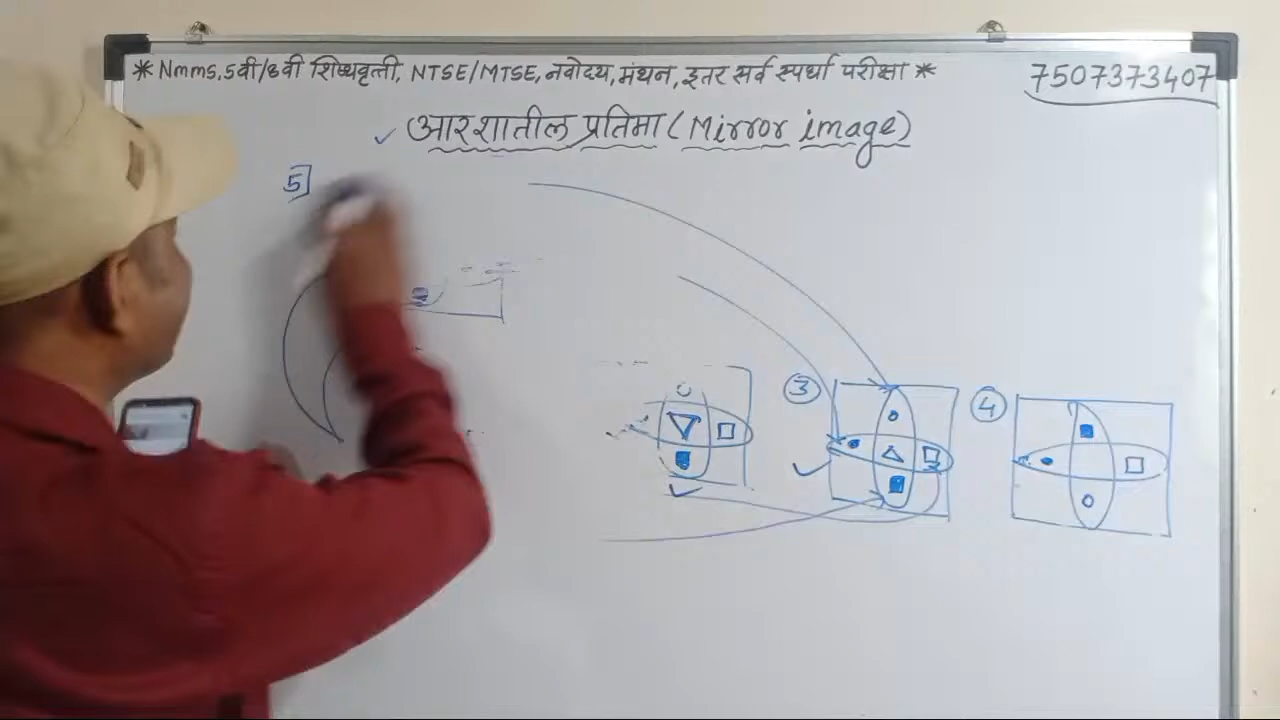 * Nmms, 5वी/8वी शिष्यवृत्ती, NTSE/MTSE, नवोदय, मंथन, इतर सर्व स्पर्धा परीक्षा *
7507373407
आरशातील प्रतिमा (Mirror image)
5]
3
4